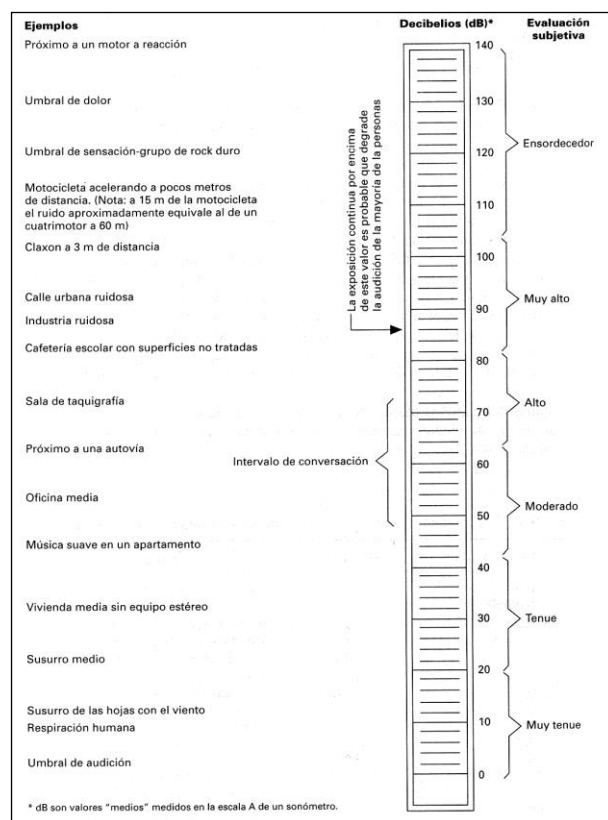 Ejemplos
Decibelios (dB)*
Evaluación
subjetiva
Próximo a un motor a reacción
140
Umbral de dolor
130
Ensordecedor
Umbral de sensación-grupo de rock duro
120
Motocicleta acelerando a pocos metros
de distancia. (Nota: a 15 m de la motocicleta
el ruido aproximadamente equivale al de un
cuatrimotor a 60 m)
110
La exposición continua por encima
de este valor es probable que degrade
la audición de la mayoría de la personas
Claxon a 3 m de distancia
100
Calle urbana ruidosa
90
Muy alto
Industria ruidosa
Cafetería escolar con superficies no tratadas
80
Sala de taquigrafía
70
Alto
Próximo a una autovía
Intervalo de conversación
60
Oficina media
50
Moderado
Música suave en un apartamento
40
Vivienda media sin equipo estéreo
30
Tenue
Susurro medio
20
Susurro de las hojas con el viento
10
Muy tenue
Respiración humana
Umbral de audición
0
* dB son valores "medios" medidos en la escala A de un sonómetro.